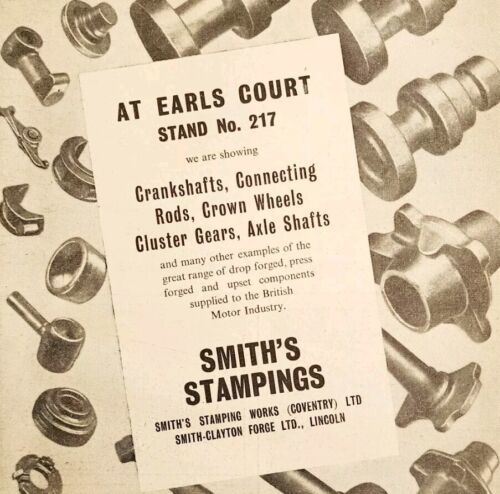 AT EARLS COURT
STAND No. 217
we are showing
Crankshafts, Connecting
Rods, Crown Wheels
Cluster Gears, Axle Shafts
and many other examples of the
great range of drop forged, press
forged and upset components
supplied to the British
Motor Industry.
SMITH'S
STAMPINGS
SMITH'S STAMPING WORKS (COVENTRY) LTD
SMITH-CLAYTON FORGE LTD., LINCOLN